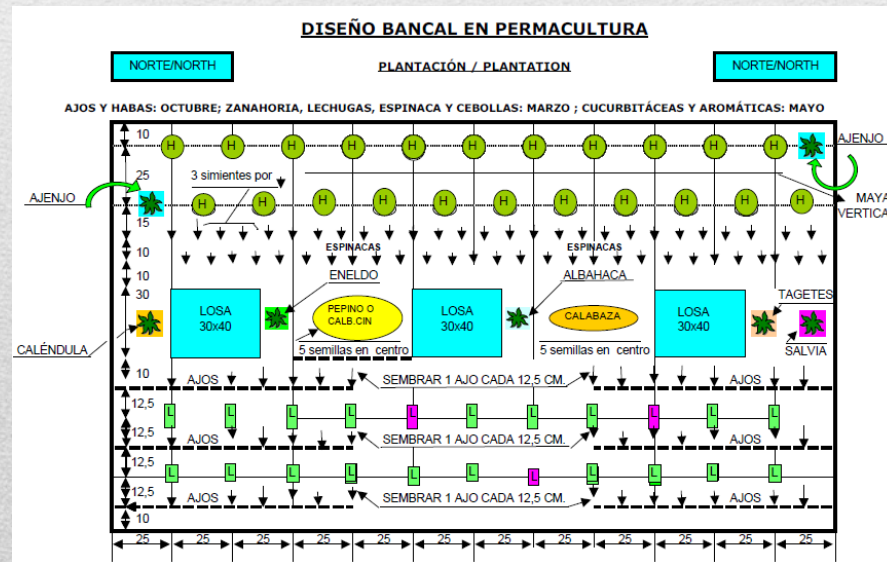 DISEÑO BANCAL EN PERMACULTURA
NORTE/NORTH
PLANTACIÓN / PLANTATION
NORTE/NORTH
AJOS Y HABAS: OCTUBRE; ZANAHORIA, LECHUGAS, ESPINACA Y CEBOLLAS: MARZO ; CUCURBITÁCEAS Y AROMÁTICAS: MAYO
10
H H H H H H H H H H H
AJENJO
25
3 simientes por
AJENJO
H H H H H H H H H H H
MAYA
VERTICA
15
10
ESPINACAS
ESPINACAS
10
ENELDO
ALBAHACA
30
LOSA
30x40
PEPINO O
CALB.CIN
LOSA
30x40
CALABAZA
LOSA
30x40
TAGETES
CALÉNDULA
5 semillas en centro
5 semillas en centro
SALVIA
10
AJOS
SEMBRAR 1 AJO CADA 12,5 CM.
AJOS
12,5
L L L L L L L L L L L
12,5
AJOS
SEMBRAR 1 AJO CADA 12,5 CM.
AJOS
12,5
L L L L L L L L L L L
12,5
AJOS
SEMBRAR 1 AJO CADA 12,5 CM.
AJOS
10
25 25 25 25 25 25 25 25 25 25 25 25